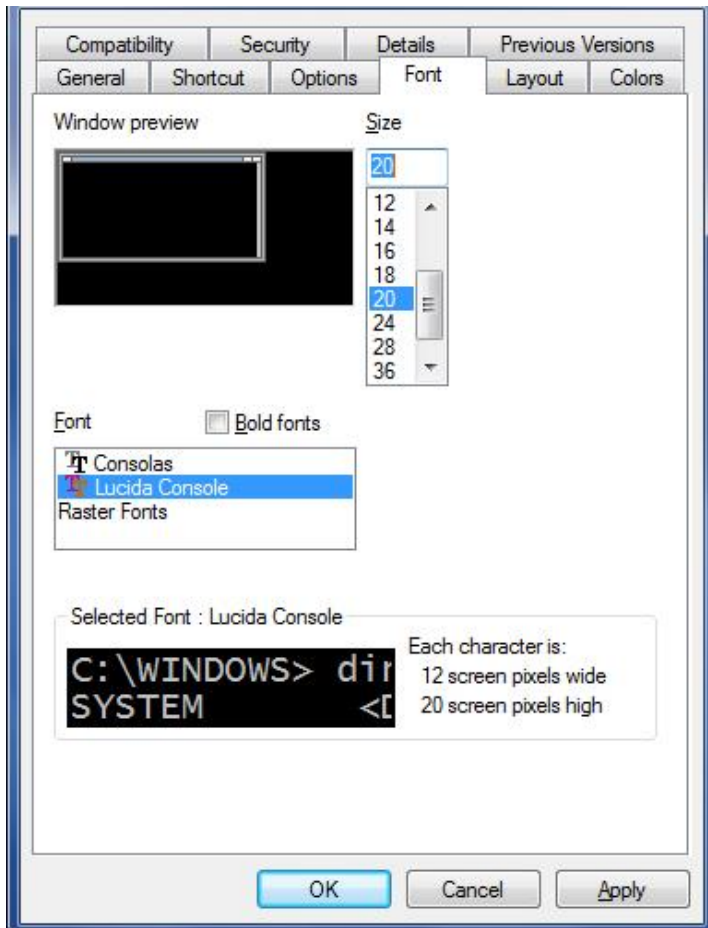 Compatibility Security Details Previous Versions
General Shortcut Options Font Layout Colors
Window preview Size
20
12
14
16
18
20
24
28
36
Font Bold fonts
Consolas
Lucida Console
Raster Fonts
Selected Font : Lucida Console
C:\WINDOWS> dir
SYSTEM <D
Each character is:
12 screen pixels wide
20 screen pixels high
OK Cancel Apply